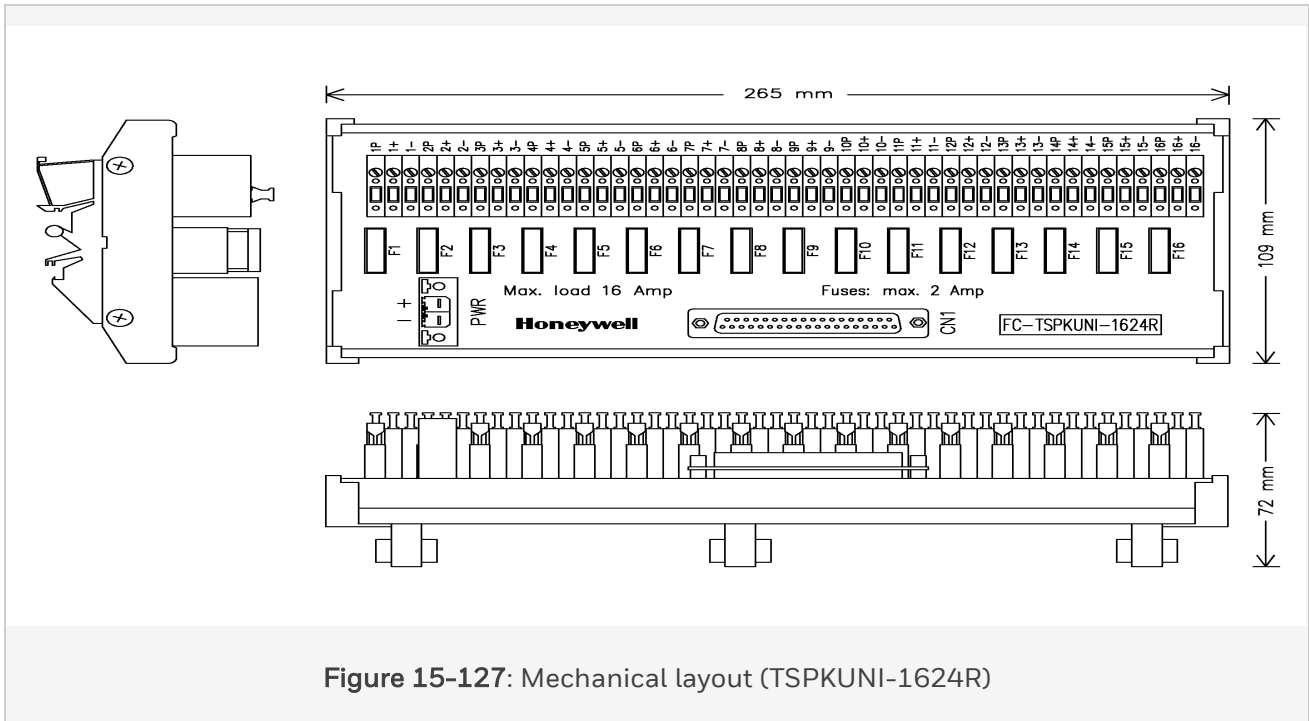 265 mm
1P 1+ 1- 2P 2+ 2- 3P 3+ 3- 4P 4+ 4- 5P 5+ 5- 6P 6+ 6- 7P 7+ 7- 8P 8+ 8- 9P 9+ 9- 10P 10+ 10- 11P 11+ 11- 12P 12+ 12- 13P 13+ 13- 14P 14+ 14- 15P 15+ 15- 16P 16+ 16-
109 mm
F1 F2 F3 F4 F5 F6 F7 F8 F9 F10 F11 F12 F13 F14 F15 F16
Max. load 16 Amp
Fuses: max. 2 Amp
- +
PWR
Honeywell
CN1
FC-TSPKUNI-1624R
72 mm
Figure 15-127: Mechanical layout (TSPKUNI-1624R)